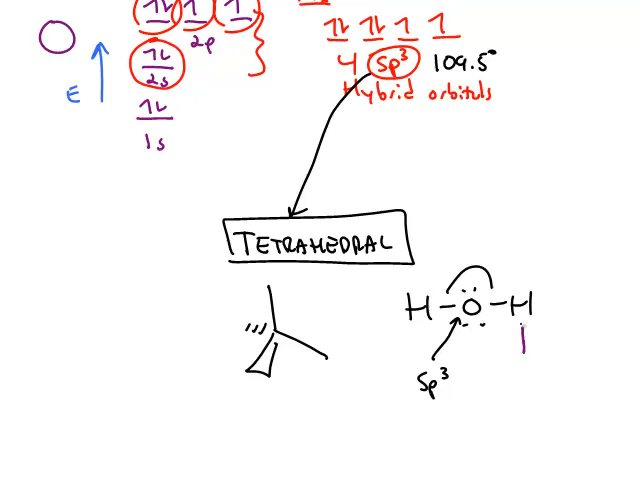 2p
2s
E
1s
4 sp³ 109.5°
Hybrid orbitals
TETRAHEDRAL
H - O - H
Sp³